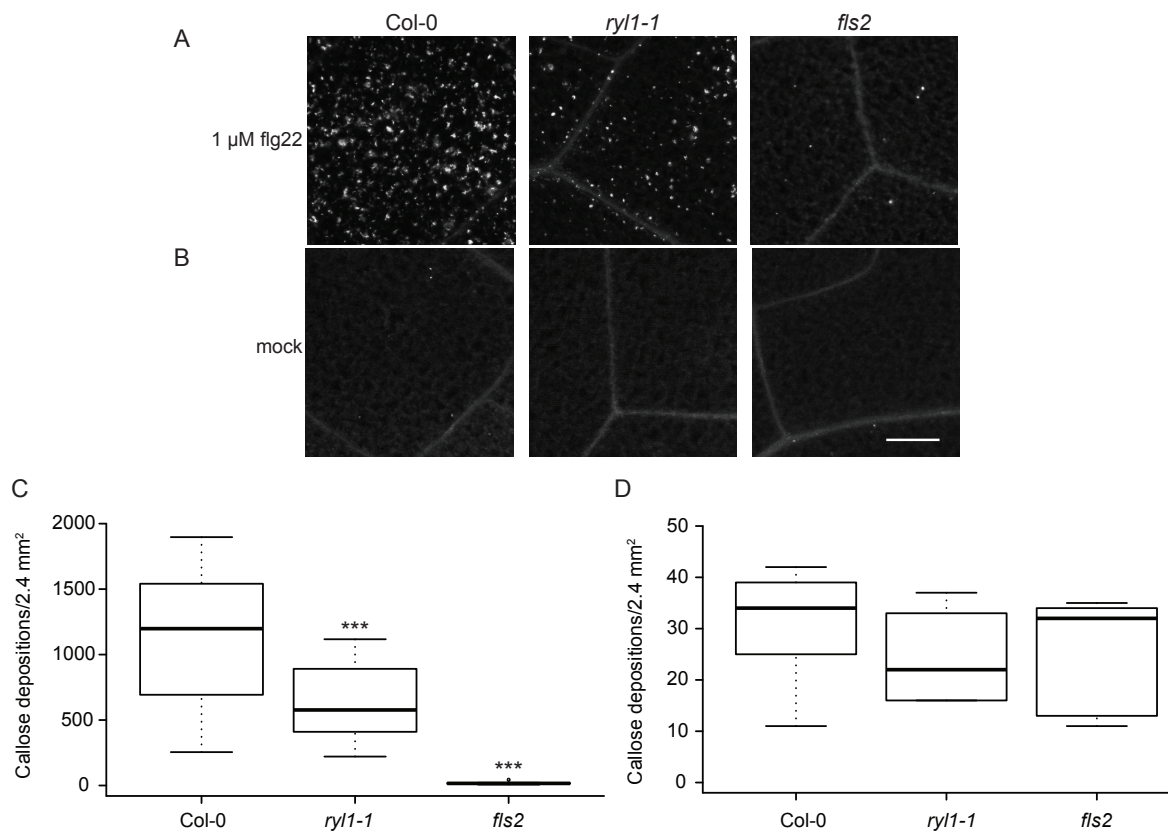 Col-0 ryl1-1 fls2
A
1 µM flg22
B
mock
C
D
Callose depositions/2.4 mm²
2000
1500
1000
500
0
***
***
Col-0 ryl1-1 fls2
Callose depositions/2.4 mm²
50
40
30
20
10
0
Col-0 ryl1-1 fls2